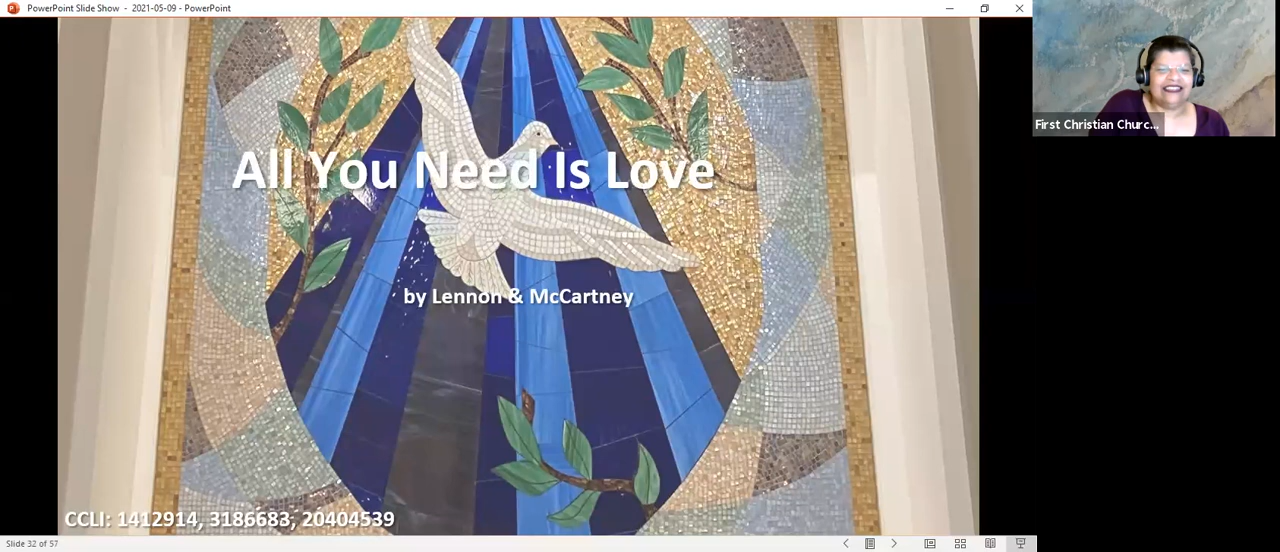 PowerPoint Slide Show - 2021-05-09 - PowerPoint
First Christian Churc...
All You Need Is Love
by Lennon & McCartney
CCLI: 1412914, 3186683, 20404539
Slide 32 of 57